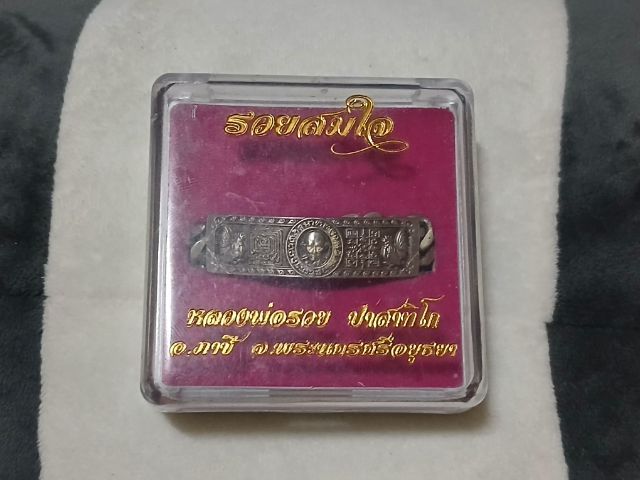 รวยสมใจ
หลวงพ่อรวย ปาสาทิโก
อ.ภาชี จ.พระนครศรีอยุธยา